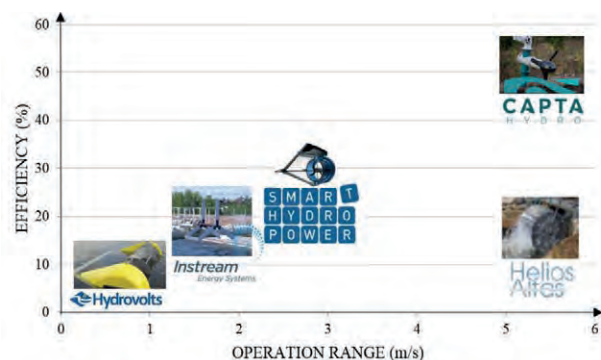 60
50
40
30
20
10
0
EFFICIENCY (%)
CAPTA
HYDRO
SMART
HYDRO
POWER
Instream
Energy Systems
Hydrovolts
Helios
Altas
0 1 2 3 4 5 6
OPERATION RANGE (m/s)